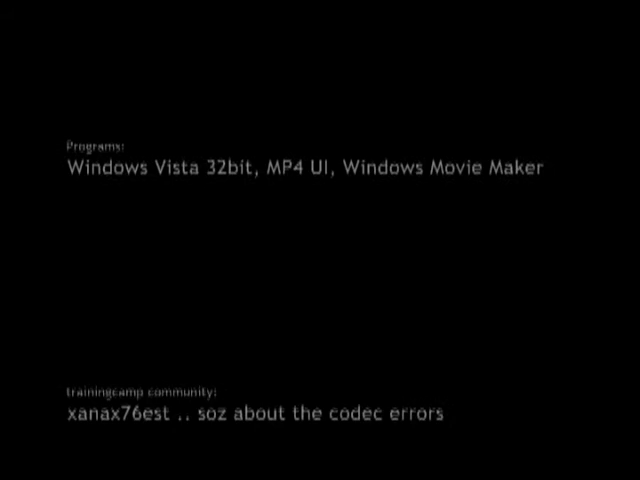 Programs:
Windows Vista 32bit, MP4 UI, Windows Movie Maker
trainingcamp community:
xanax76est .. soz about the codec errors